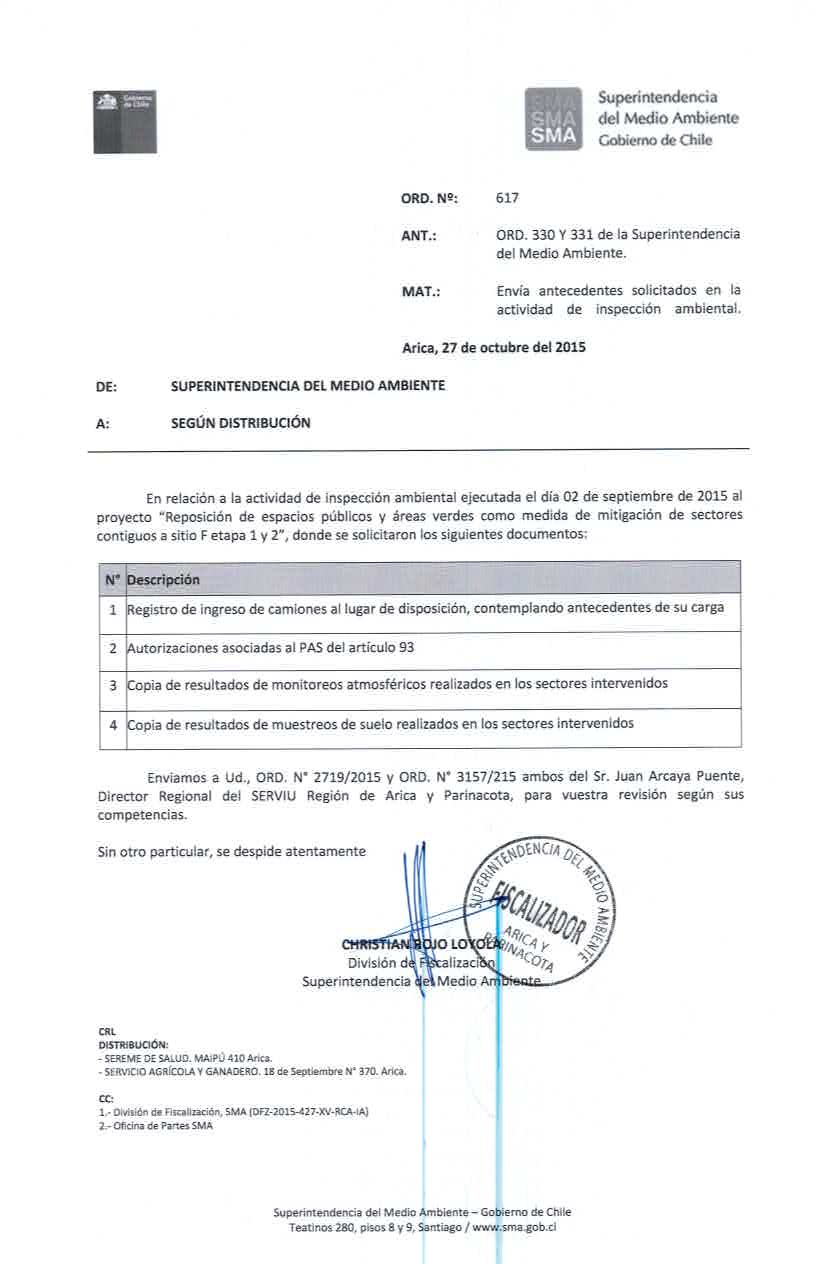 Gobierno
de Chile
SMA
SMA
SMA
Superintendencia
del Medio Ambiente
Gobierno de Chile
ORD. Nº: 617
ANT.: ORD. 330 Y 331 de la Superintendencia
del Medio Ambiente.
MAT.: Envía antecedentes solicitados en la
actividad de inspección ambiental.
Arica, 27 de octubre del 2015
DE: SUPERINTENDENCIA DEL MEDIO AMBIENTE
A: SEGÚN DISTRIBUCIÓN
En relación a la actividad de inspección ambiental ejecutada el día 02 de septiembre de 2015 al
proyecto “Reposición de espacios públicos y áreas verdes como medida de mitigación de sectores
contiguos a sitio F etapa 1 y 2”, donde se solicitaron los siguientes documentos:
N° Descripción
1 Registro de ingreso de camiones al lugar de disposición, contemplando antecedentes de su carga
2 Autorizaciones asociadas al PAS del artículo 93
3 Copia de resultados de monitoreos atmosféricos realizados en los sectores intervenidos
4 Copia de resultados de muestreos de suelo realizados en los sectores intervenidos
Enviamos a Ud., ORD. N° 2719/2015 y ORD. N° 3157/215 ambos del Sr. Juan Arcaya Puente,
Director Regional del SERVIU Región de Arica y Parinacota, para vuestra revisión según sus
competencias.
Sin otro particular, se despide atentamente
SUPERINTENDENCIA DEL MEDIO AMBIENTE
FISCALIZADOR
ARICA Y
PARINACOTA
CHRISTIAN ROJO LOYOLA
División de Fiscalización
Superintendencia del Medio Ambiente
CRL
DISTRIBUCIÓN:
- SEREME DE SALUD. MAIPÚ 410 Arica.
- SERVICIO AGRÍCOLA Y GANADERO. 18 de Septiembre N° 370. Arica.
CC:
1.- División de Fiscalización, SMA (DFZ-2015-427-XV-RCA-IA)
2.- Oficina de Partes SMA
Superintendencia del Medio Ambiente – Gobierno de Chile
Teatinos 280, pisos 8 y 9, Santiago / www.sma.gob.cl